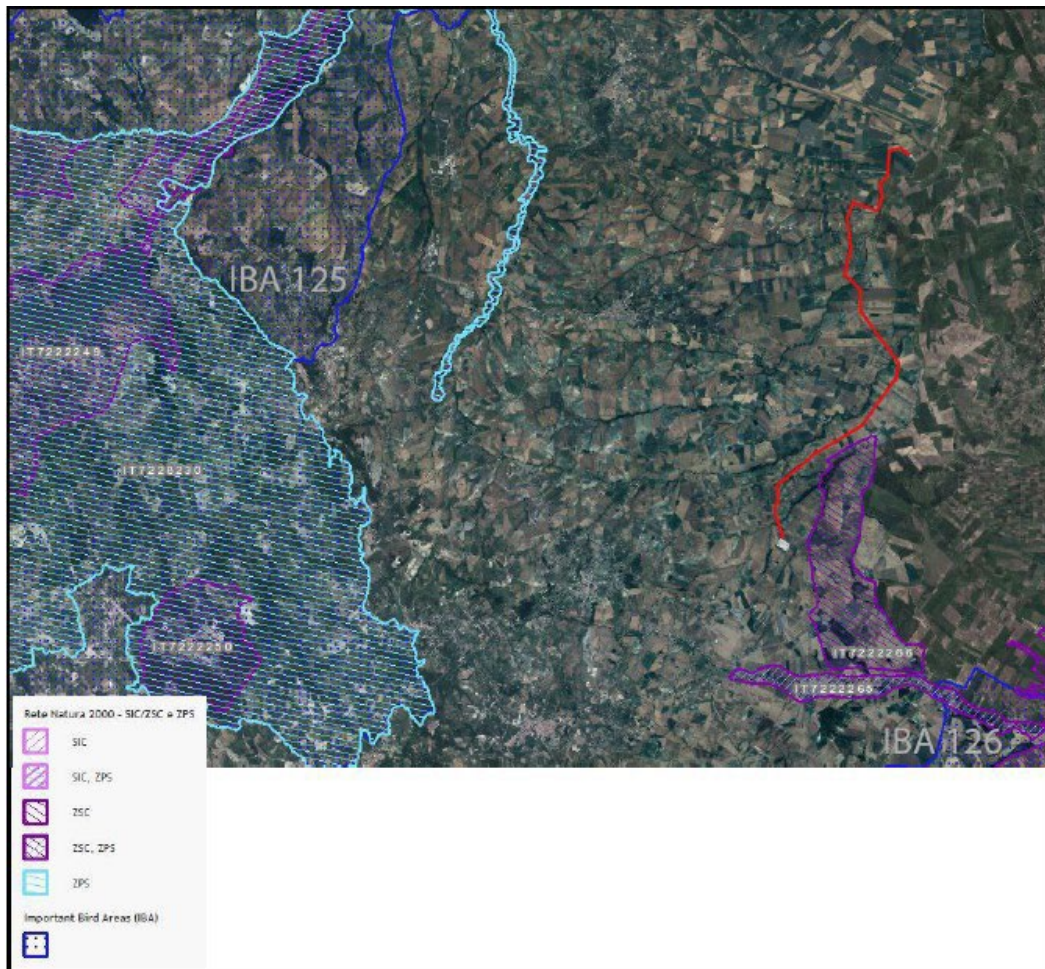 IBA 125
IT7222249
IT7228230
IT7222250
IT7222266
IT7222265
IBA 126
Rete Natura 2000 - SIC/ZSC e ZPS
SIC
SIC, ZPS
ZSC
ZSC, ZPS
ZPS
Important Bird Areas (IBA)